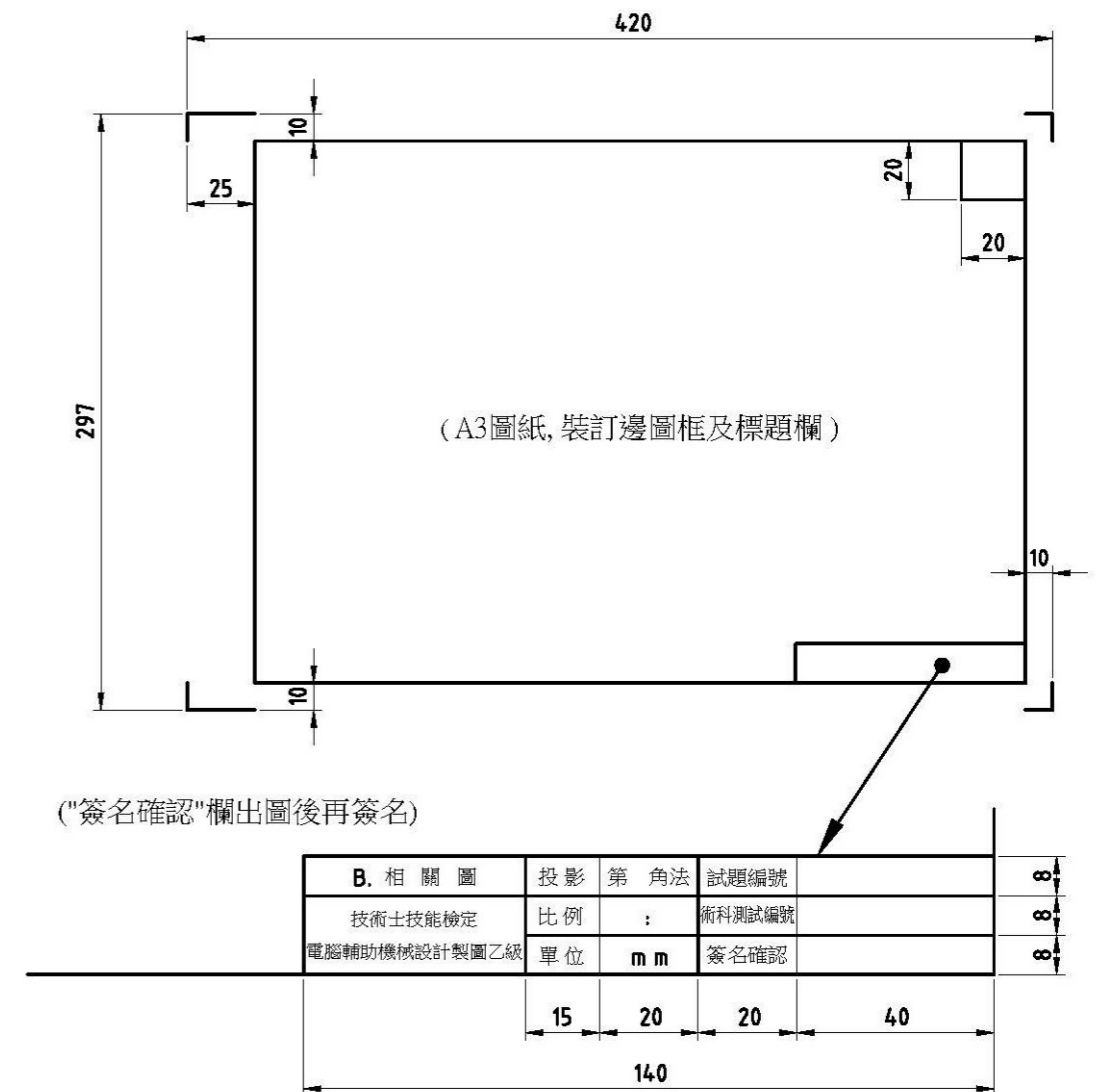 420
10
20
25
20
297
( A3圖紙, 裝訂邊圖框及標題欄 )
10
10
("簽名確認"欄出圖後再簽名)
B. 相 關 圖 投影 第 角法 試題編號 8
技術士技能檢定 比例 : 術科測試編號 8
電腦輔助機械設計製圖乙級 單位 mm 簽名確認 8
15 20 20 40
140